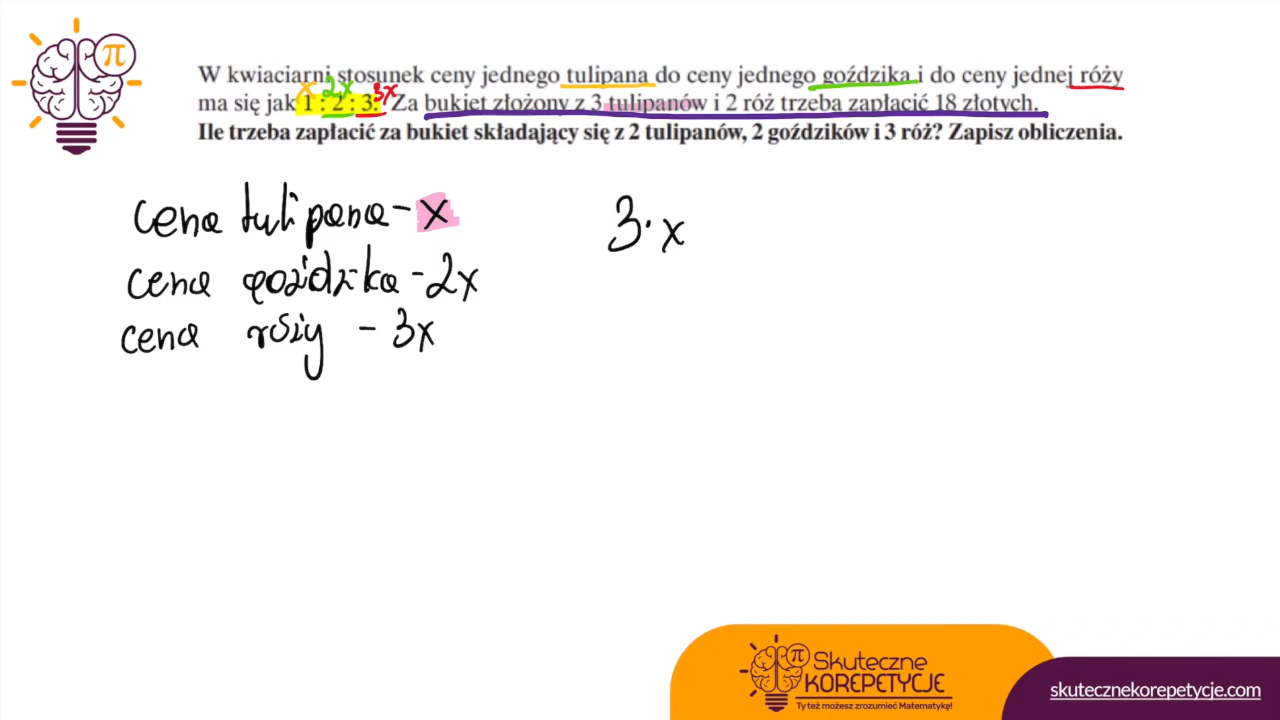 π
W kwiaciarni stosunek ceny jednego tulipana do ceny jednego goździka i do ceny jednej róży
x 2x 3x
ma się jak 1 : 2 : 3. Za bukiet złożony z 3 tulipanów i 2 róż trzeba zapłacić 18 złotych.
Ile trzeba zapłacić za bukiet składający się z 2 tulipanów, 2 goździków i 3 róż? Zapisz obliczenia.
cena tulipana - x
3·x
cena goździka - 2x
cena róży - 3x
π
Skuteczne
KOREPETYCJE
Ty też możesz zrozumieć Matematykę!
skutecznekorepetycje.com